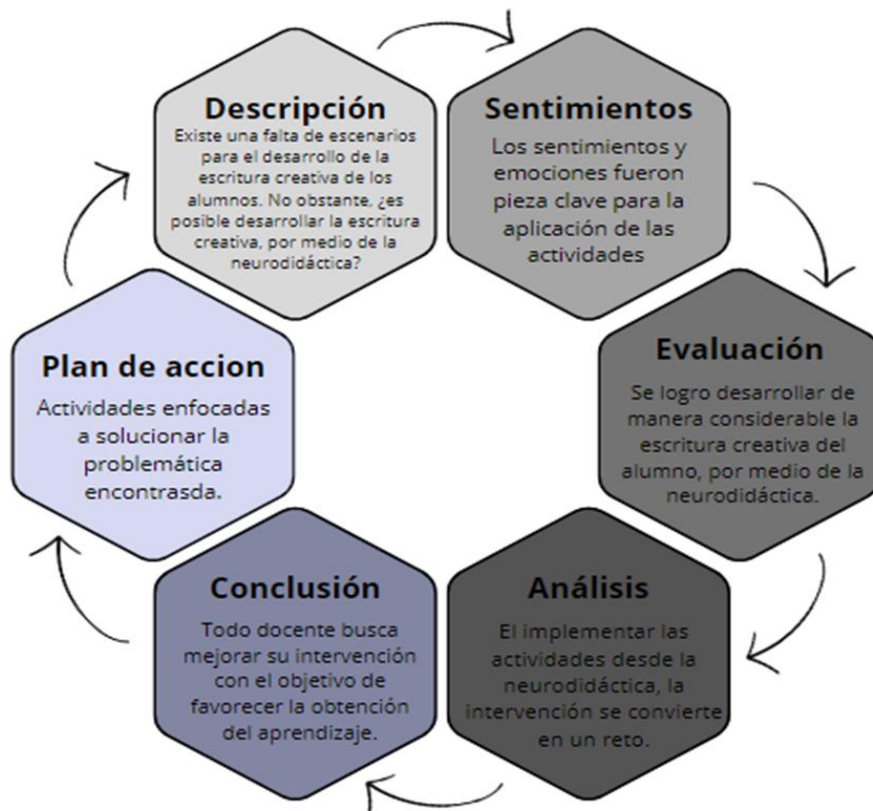 Descripción
Existe una falta de escenarios
para el desarrollo de la
escritura creativa de los
alumnos. No obstante, ¿es
posible desarrollar la escritura
creativa, por medio de la
neurodidáctica?
Sentimientos
Los sentimientos y
emociones fueron
pieza clave para la
aplicación de las
actividades
Evaluación
Se logro desarrollar de
manera considerable la
escritura creativa del
alumno, por medio de la
neurodidáctica.
Análisis
El implementar las
actividades desde la
neurodidáctica, la
intervención se convierte
en un reto.
Conclusión
Todo docente busca
mejorar su intervención
con el objetivo de
favorecer la obtención
del aprendizaje.
Plan de accion
Actividades enfocadas
a solucionar la
problemática
encontrasda.